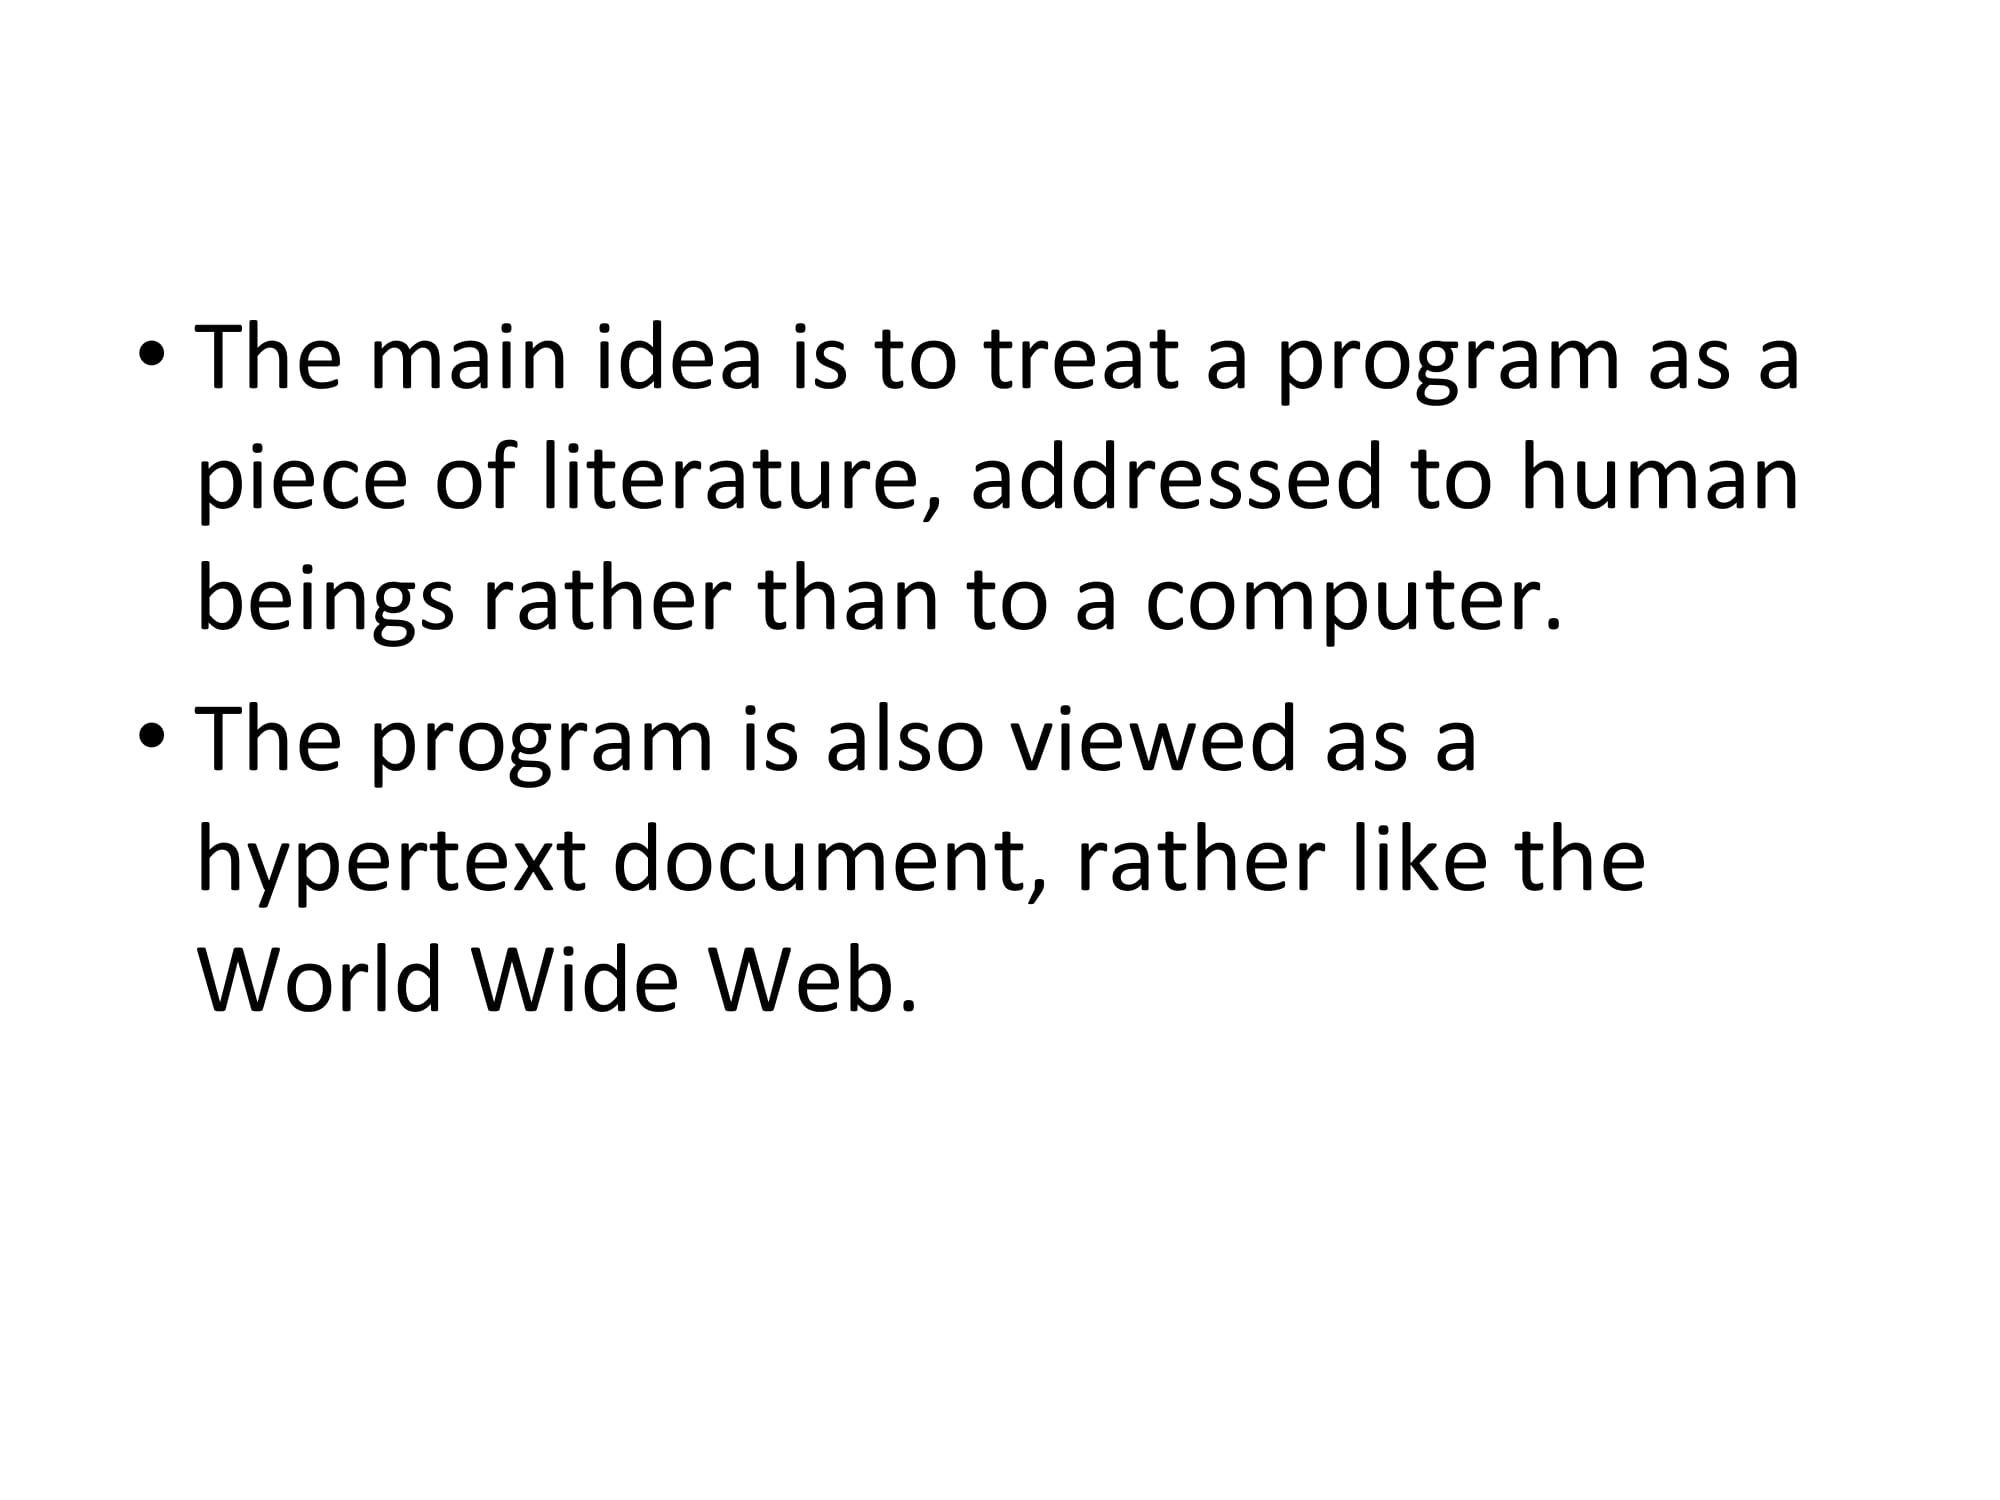 • The main idea is to treat a program as a
piece of literature, addressed to human
beings rather than to a computer.
• The program is also viewed as a
hypertext document, rather like the
World Wide Web.